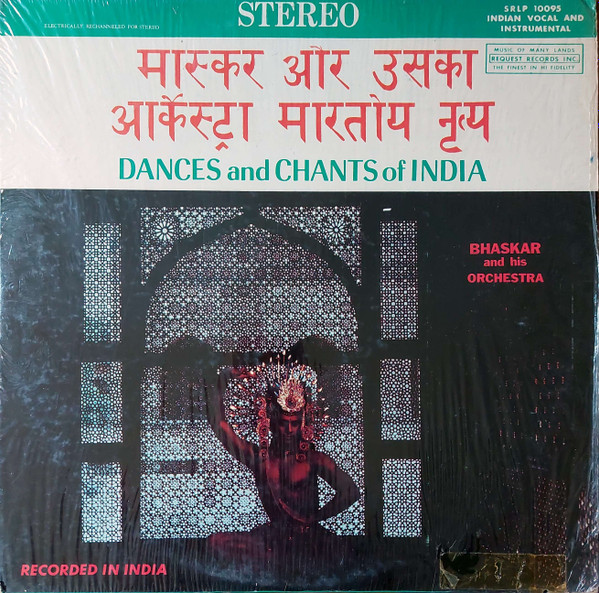 STEREO
ELECTRICALLY RECHANNELED FOR STEREO
SRLP 10095
INDIAN VOCAL AND
INSTRUMENTAL
MUSIC OF MANY LANDS
REQUEST RECORDS INC.
THE FINEST IN HI FIDELITY
मास्कर और उसका
आर्केस्ट्रा मारतीय नृत्य
DANCES and CHANTS of INDIA
BHASKAR
and his
ORCHESTRA
RECORDED IN INDIA